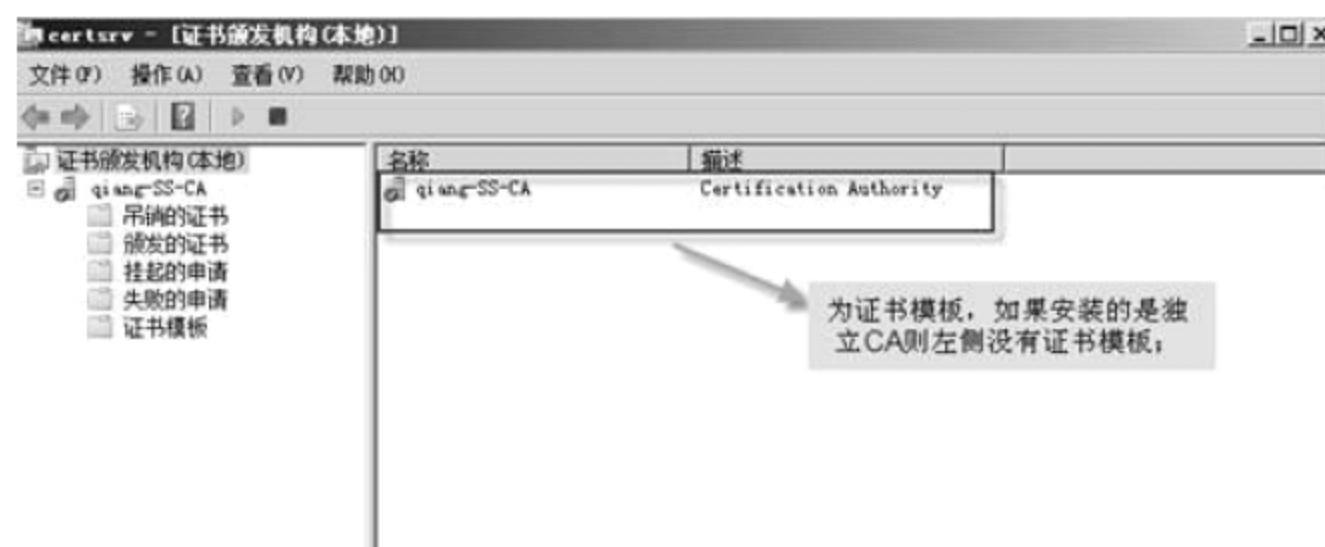 certsrv - [证书颁发机构(本地)]
文件(F) 操作(A) 查看(V) 帮助(H)
证书颁发机构(本地)
qiang-SS-CA
吊销的证书
颁发的证书
挂起的申请
失败的申请
证书模板
名称 描述
qiang-SS-CA Certification Authority
为证书模板，如果安装的是独
立CA则左侧没有证书模板；